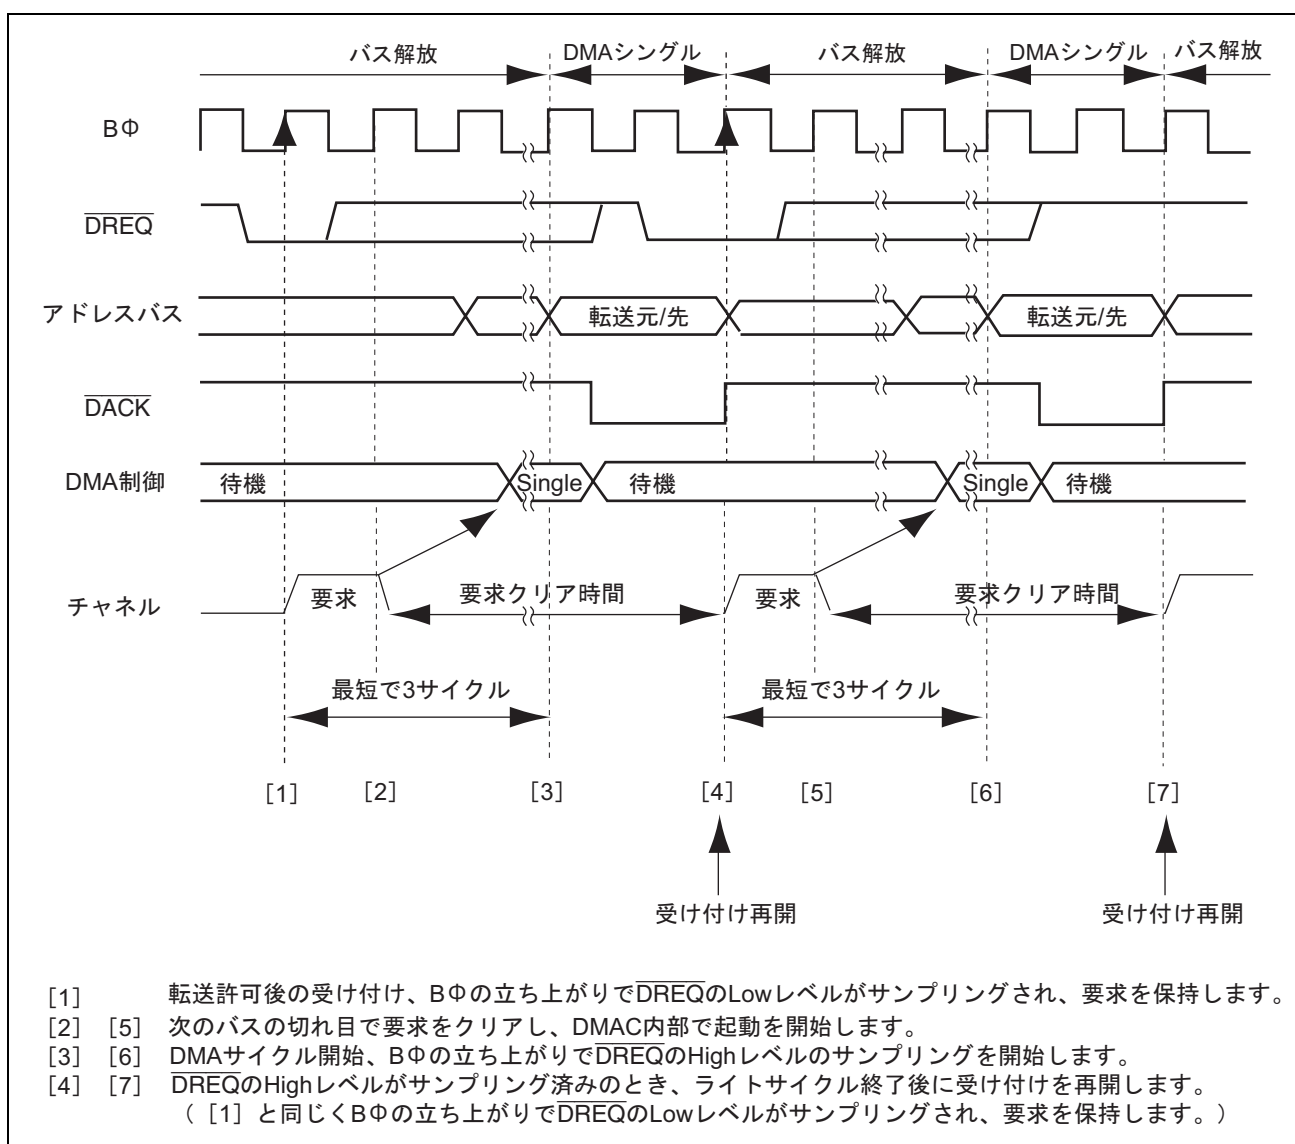 バス解放 DMAシングル バス解放 DMAシングル バス解放
BΦ
DREQ
アドレスバス 転送元/先 転送元/先
DACK
DMA制御 待機 Single 待機 Single 待機
チャネル 要求 要求クリア時間 要求 要求クリア時間
最短で3サイクル 最短で3サイクル
[1] [2] [3] [4] [5] [6] [7]
受け付け再開 受け付け再開
[1] 転送許可後の受け付け、BΦの立ち上がりでDREQのLowレベルがサンプリングされ、要求を保持します。
[2] [5] 次のバスの切れ目で要求をクリアし、DMAC内部で起動を開始します。
[3] [6] DMAサイクル開始、BΦの立ち上がりでDREQのHighレベルのサンプリングを開始します。
[4] [7] DREQのHighレベルがサンプリング済みのとき、ライトサイクル終了後に受け付けを再開します。
([1]と同じくBΦの立ち上がりでDREQのLowレベルがサンプリングされ、要求を保持します。)